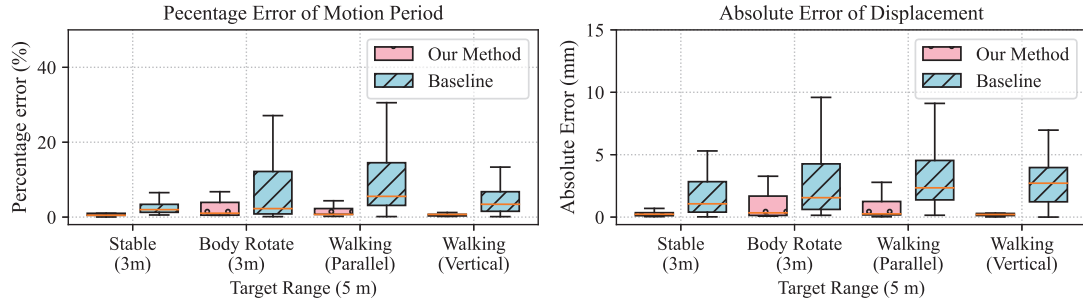 Pecentage Error of Motion Period
Percentage error (%)
40
20
0
Our Method
Baseline
Stable
(3m)
Body Rotate
(3m)
Walking
(Parallel)
Walking
(Vertical)
Target Range (5 m)
Absolute Error of Displacement
Absolute Error (mm)
15
10
5
0
Our Method
Baseline
Stable
(3m)
Body Rotate
(3m)
Walking
(Parallel)
Walking
(Vertical)
Target Range (5 m)